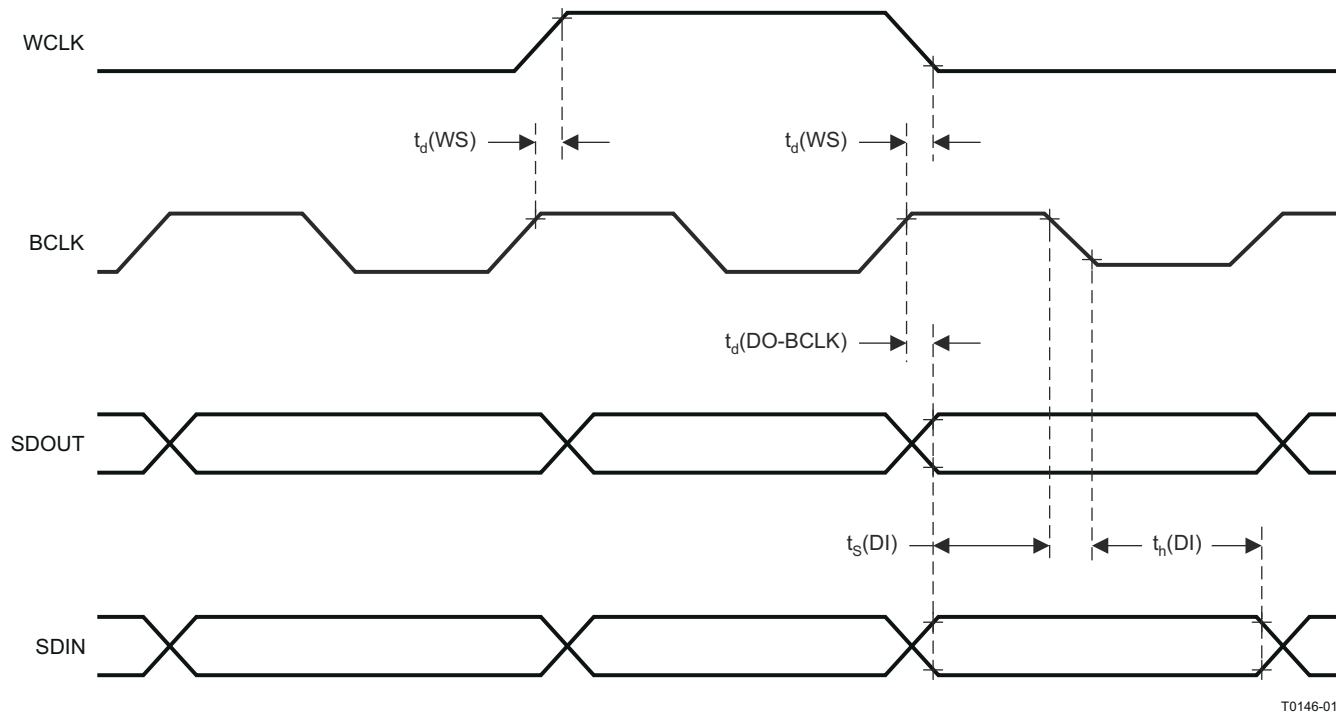 WCLK
t_d(WS) t_d(WS)
BCLK
t_d(DO-BCLK)
SDOUT
t_S(DI) t_h(DI)
SDIN
T0146-01